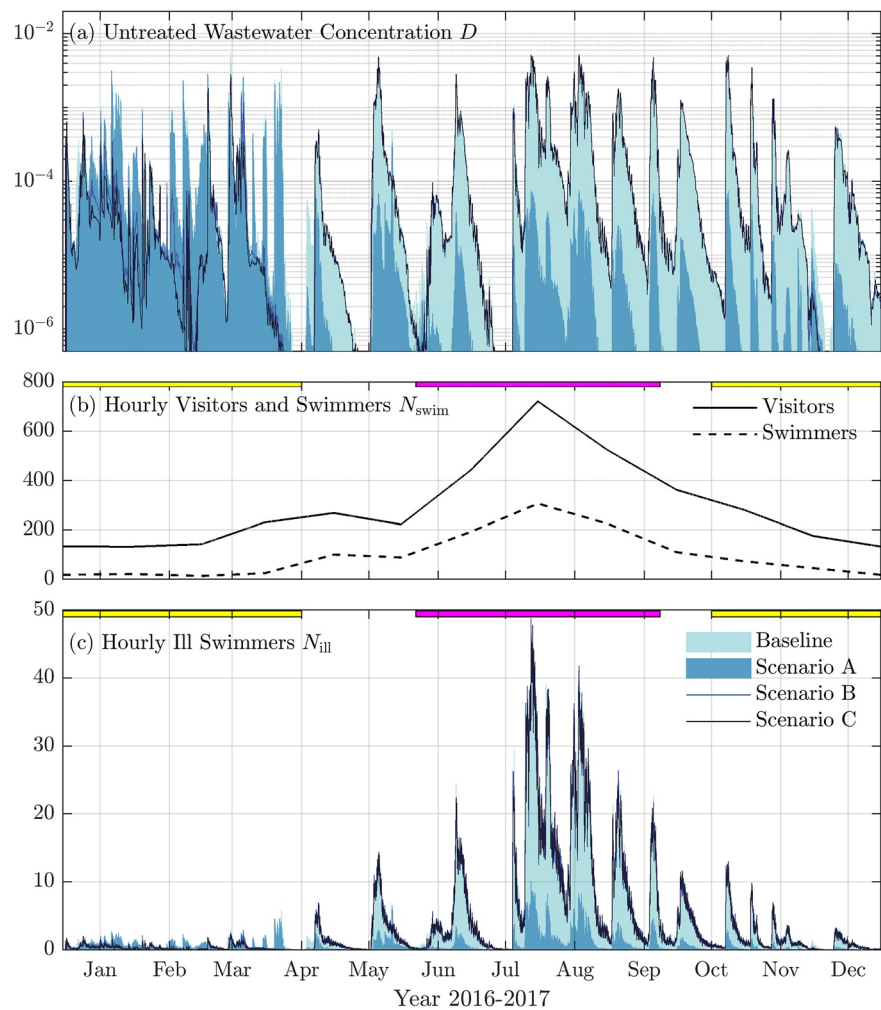 (a) Untreated Wastewater Concentration D
10⁻²
10⁻⁴
10⁻⁶
800
(b) Hourly Visitors and Swimmers N_swim
Visitors
600
Swimmers
400
200
0
50
(c) Hourly Ill Swimmers N_ill
Baseline
40
Scenario A
Scenario B
Scenario C
30
20
10
0
Jan Feb Mar Apr May Jun Jul Aug Sep Oct Nov Dec
Year 2016-2017